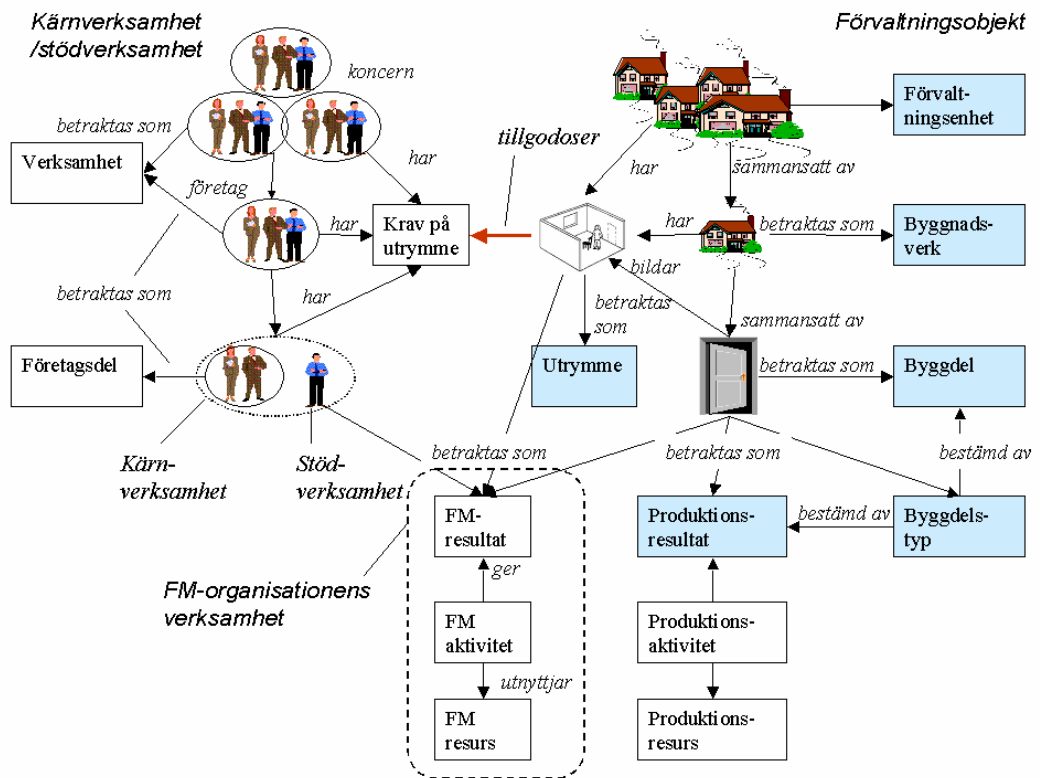 Kärnverksamhet
/stödverksamhet
Förvaltningsobjekt
koncern
betraktas som
Verksamhet
har
tillgodoser
har
sammansatt av
Förvalt-
ningsenhet
företag
har
Krav på
utrymme
har
betraktas som
Byggnads-
verk
bildar
betraktas som
har
betraktas
som
sammansatt av
Företagsdel
Utrymme
betraktas som
Byggdel
Kärn-
verksamhet
Stöd-
verksamhet
betraktas som
betraktas som
bestämd av
FM-
resultat
Produktions-
resultat
bestämd av
Byggdels-
typ
ger
FM-organisationens
verksamhet
FM
aktivitet
Produktions-
aktivitet
utnyttjar
FM
resurs
Produktions-
resurs